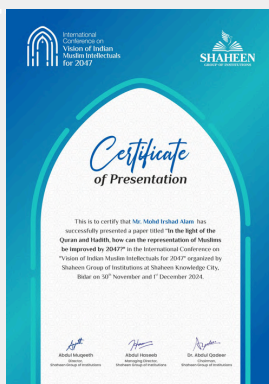 International
Conference on
Vision of Indian
Muslim Intellectuals
for 2047
SHAHEEN
GROUP OF INSTITUTIONS
Certificate
of Presentation
This is to certify that Mr. Mohd Irshad Alam has
successfully presented a paper titled "In the light of the
Quran and Hadith, how can the representation of Muslims
be improved by 2047?" in the International Conference on
"Vision of Indian Muslim Intellectuals for 2047" organized by
Shaheen Group of Institutions at Shaheen Knowledge City,
Bidar on 30th November and 1st December 2024.
Abdul Muqeeth
Director,
Shaheen Group of Institutions
Abdul Haseeb
Managing Director,
Shaheen Group of Institutions
Dr. Abdul Qadeer
Chairman,
Shaheen Group of Institutions